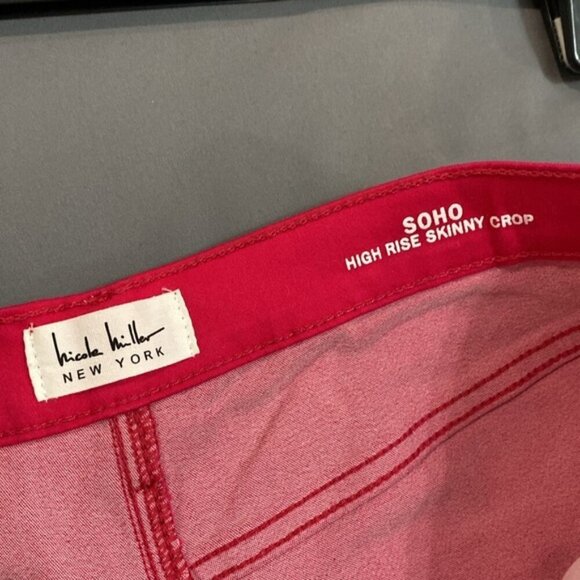 SOHO
HIGH RISE SKINNY CROP
nicole miller
NEW YORK